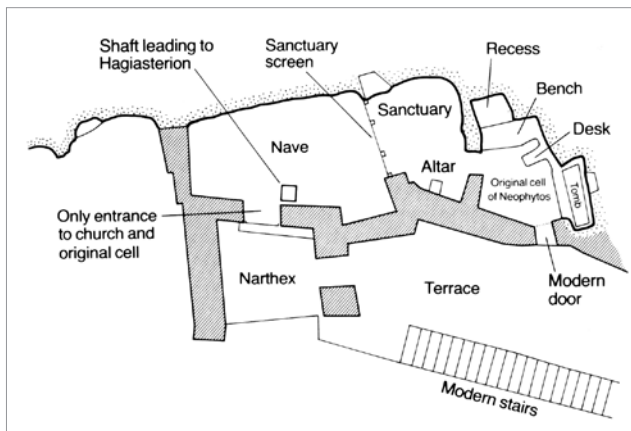 Shaft leading to
Hagiasterion
Sanctuary
screen
Recess
Bench
Sanctuary
Desk
Nave
Altar
Original cell
of Neophytos
Tomb
Only entrance
to church and
original cell
Narthex
Terrace
Modern
door
Modern stairs